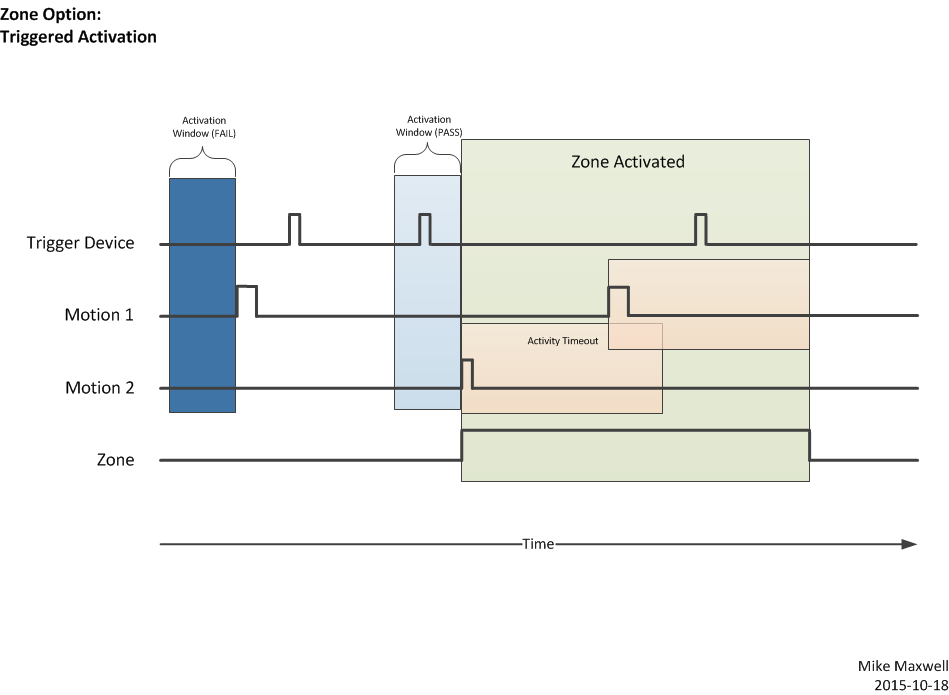 Zone Option:
Triggered Activation
Activation
Window (FAIL)
Activation
Window (PASS)
Zone Activated
Trigger Device
Motion 1
Activity Timeout
Motion 2
Zone
Time
Mike Maxwell
2015-10-18